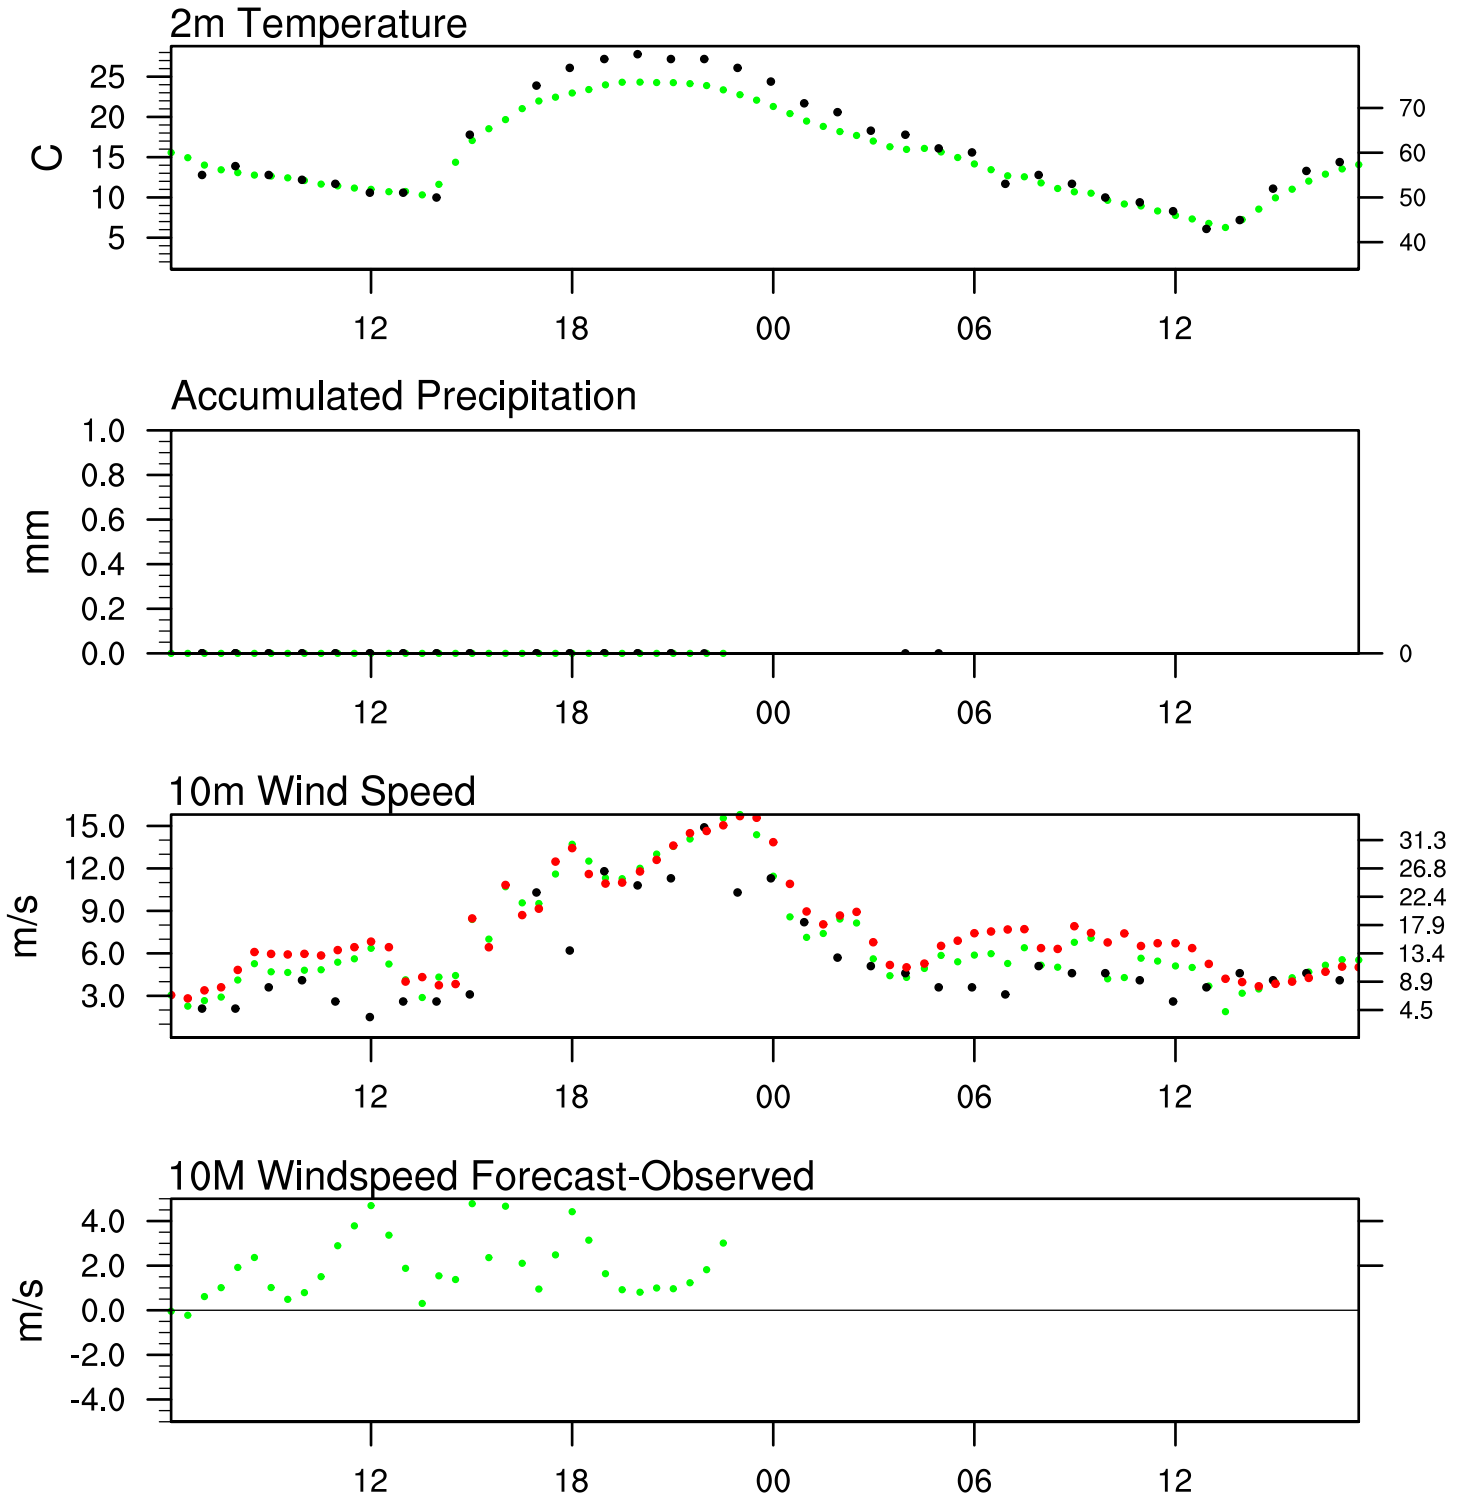 2m Temperature
C
25
20
15
10
5
70
60
50
40
12 18 00 06 12
Accumulated Precipitation
mm
1.0
0.8
0.6
0.4
0.2
0.0
0
12 18 00 06 12
10m Wind Speed
m/s
15.0
12.0
9.0
6.0
3.0
31.3
26.8
22.4
17.9
13.4
8.9
4.5
12 18 00 06 12
10M Windspeed Forecast-Observed
m/s
4.0
2.0
0.0
-2.0
-4.0
12 18 00 06 12